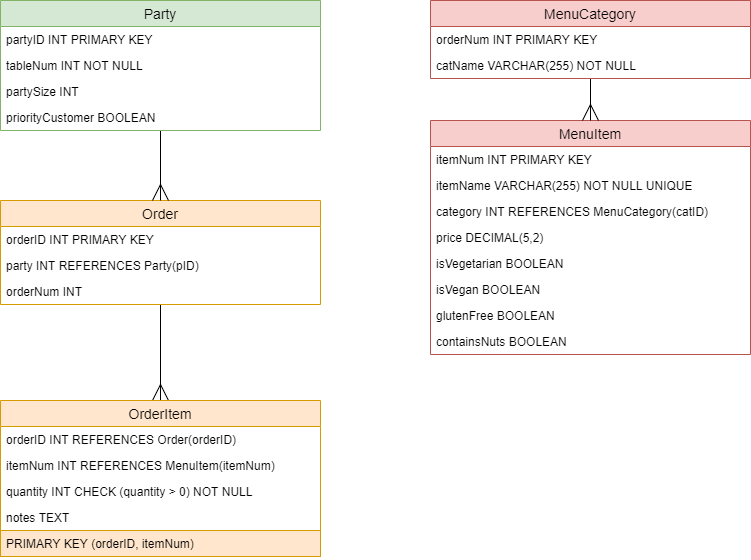 Party
partyID INT PRIMARY KEY
tableNum INT NOT NULL
partySize INT
priorityCustomer BOOLEAN
Order
orderID INT PRIMARY KEY
party INT REFERENCES Party(pID)
orderNum INT
OrderItem
orderID INT REFERENCES Order(orderID)
itemNum INT REFERENCES MenuItem(itemNum)
quantity INT CHECK (quantity > 0) NOT NULL
notes TEXT
PRIMARY KEY (orderID, itemNum)
MenuCategory
orderNum INT PRIMARY KEY
catName VARCHAR(255) NOT NULL
MenuItem
itemNum INT PRIMARY KEY
itemName VARCHAR(255) NOT NULL UNIQUE
category INT REFERENCES MenuCategory(catID)
price DECIMAL(5,2)
isVegetarian BOOLEAN
isVegan BOOLEAN
glutenFree BOOLEAN
containsNuts BOOLEAN